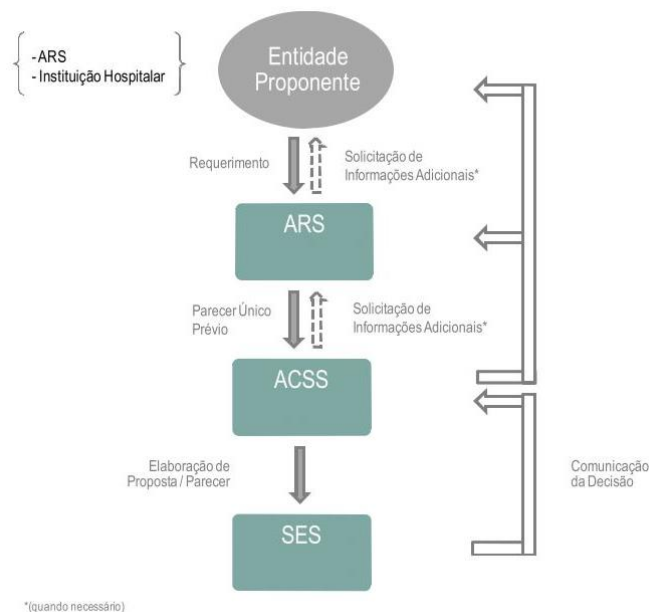 - ARS
- Instituição Hospitalar
Entidade
Proponente
Requerimento
Solicitação de
Informações Adicionais*
ARS
Parecer Único
Prévio
Solicitação de
Informações Adicionais*
ACSS
Elaboração de
Proposta / Parecer
Comunicação
da Decisão
SES
*(quando necessário)